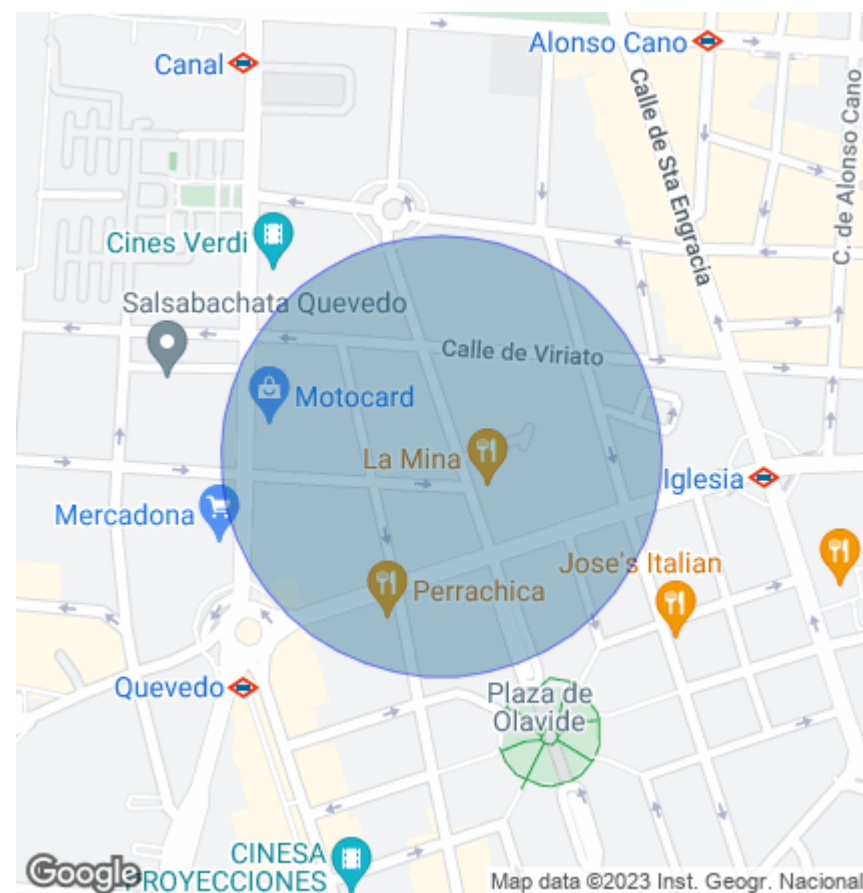 Alonso Cano
Canal
Calle de Sta Engracia
C. de Alonso Cano
Cines Verdi
Salsabachata Quevedo
Calle de Viriato
Motocard
La Mina
Iglesia
Mercadona
Jose's Italian
Perrachica
Quevedo
Plaza de
Olavide
CINESA
PROYECCIONES
Google
Map data ©2023 Inst. Geogr. Nacional